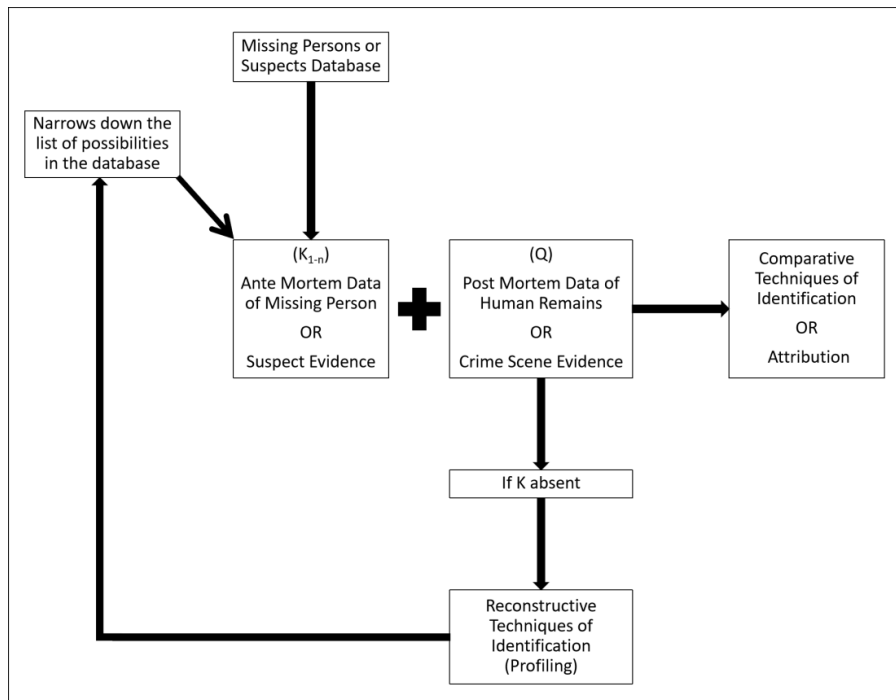 Missing Persons or
Suspects Database
Narrows down the
list of possibilities
in the database
(K1-n)
Ante Mortem Data
of Missing Person
OR
Suspect Evidence
(Q)
Post Mortem Data of
Human Remains
OR
Crime Scene Evidence
Comparative
Techniques of
Identification
OR
Attribution
If K absent
Reconstructive
Techniques of
Identification
(Profiling)